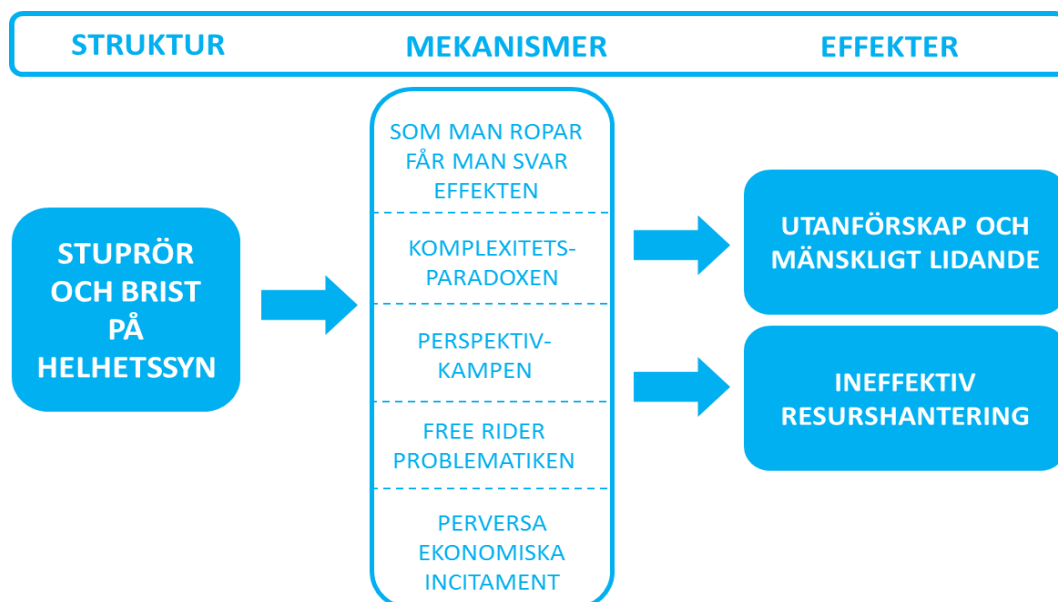 STRUKTUR
MEKANISMER
EFFEKTER
STUPRÖR
OCH BRIST
PÅ
HELHETSSYN
SOM MAN ROPAR
FÅR MAN SVAR
EFFEKTEN
KOMPLEXITETS-
PARADOXEN
PERSPEKTIV-
KAMPEN
FREE RIDER
PROBLEMATIKEN
PERVERSA
EKONOMISKA
INCITAMENT
UTANFÖRSKAP OCH
MÄNSKLIGT LIDANDE
INEFFEKTIV
RESURSHANTERING